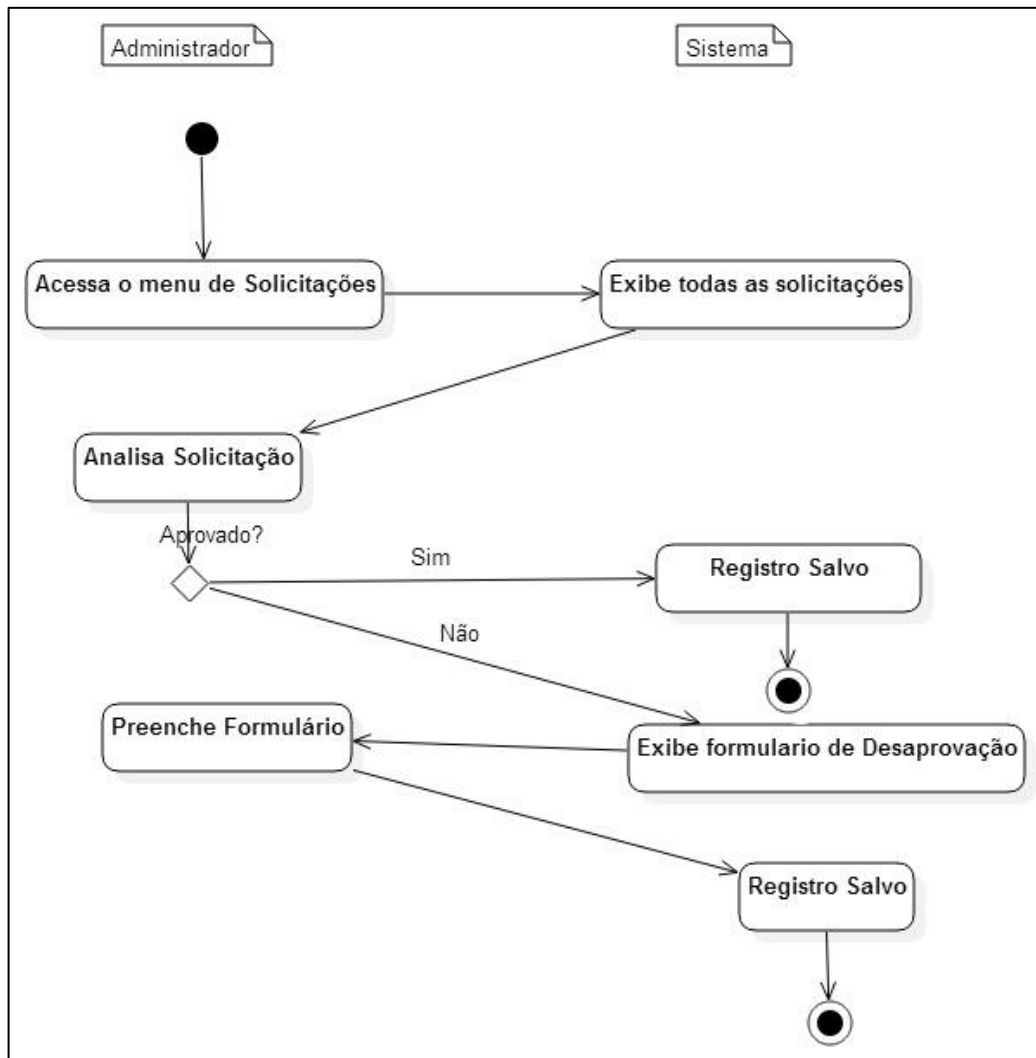 Administrador
Sistema
Acessa o menu de Solicitações
Exibe todas as solicitações
Analisa Solicitação
Aprovado?
Sim
Registro Salvo
Não
Preenche Formulário
Exibe formulario de Desaprovação
Registro Salvo